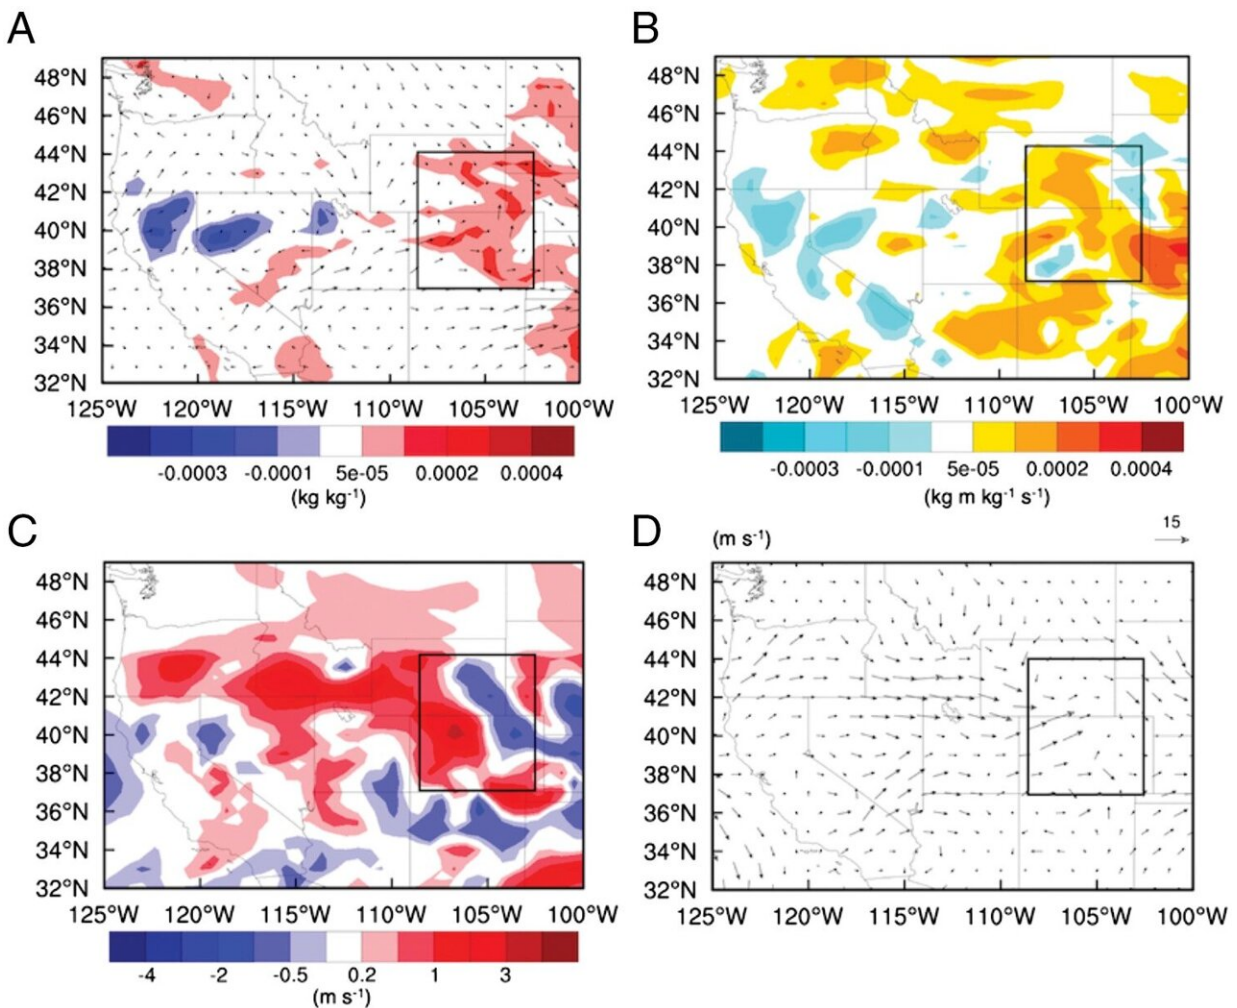 A
48°N
46°N
44°N
42°N
40°N
38°N
36°N
34°N
32°N
125°W 120°W 115°W 110°W 105°W 100°W
-0.0003 -0.0001 5e-05 0.0002 0.0004
(kg kg⁻¹)
B
48°N
46°N
44°N
42°N
40°N
38°N
36°N
34°N
32°N
125°W 120°W 115°W 110°W 105°W 100°W
-0.0003 -0.0001 5e-05 0.0002 0.0004
(kg m kg⁻¹ s⁻¹)
C
48°N
46°N
44°N
42°N
40°N
38°N
36°N
34°N
32°N
125°W 120°W 115°W 110°W 105°W 100°W
-4 -2 -0.5 0.2 1 3
(m s⁻¹)
D
(m s⁻¹)
15
48°N
46°N
44°N
42°N
40°N
38°N
36°N
34°N
32°N
125°W 120°W 115°W 110°W 105°W 100°W